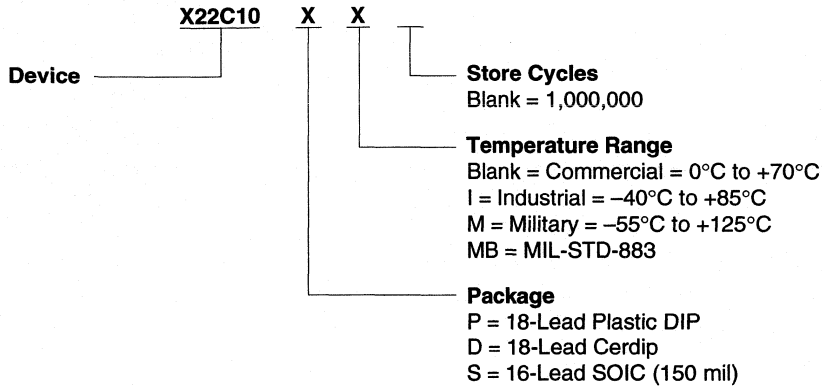 X22C10 X X
Device
Store Cycles
Blank = 1,000,000
Temperature Range
Blank = Commercial = 0°C to +70°C
I = Industrial = –40°C to +85°C
M = Military = –55°C to +125°C
MB = MIL-STD-883
Package
P = 18-Lead Plastic DIP
D = 18-Lead Cerdip
S = 16-Lead SOIC (150 mil)